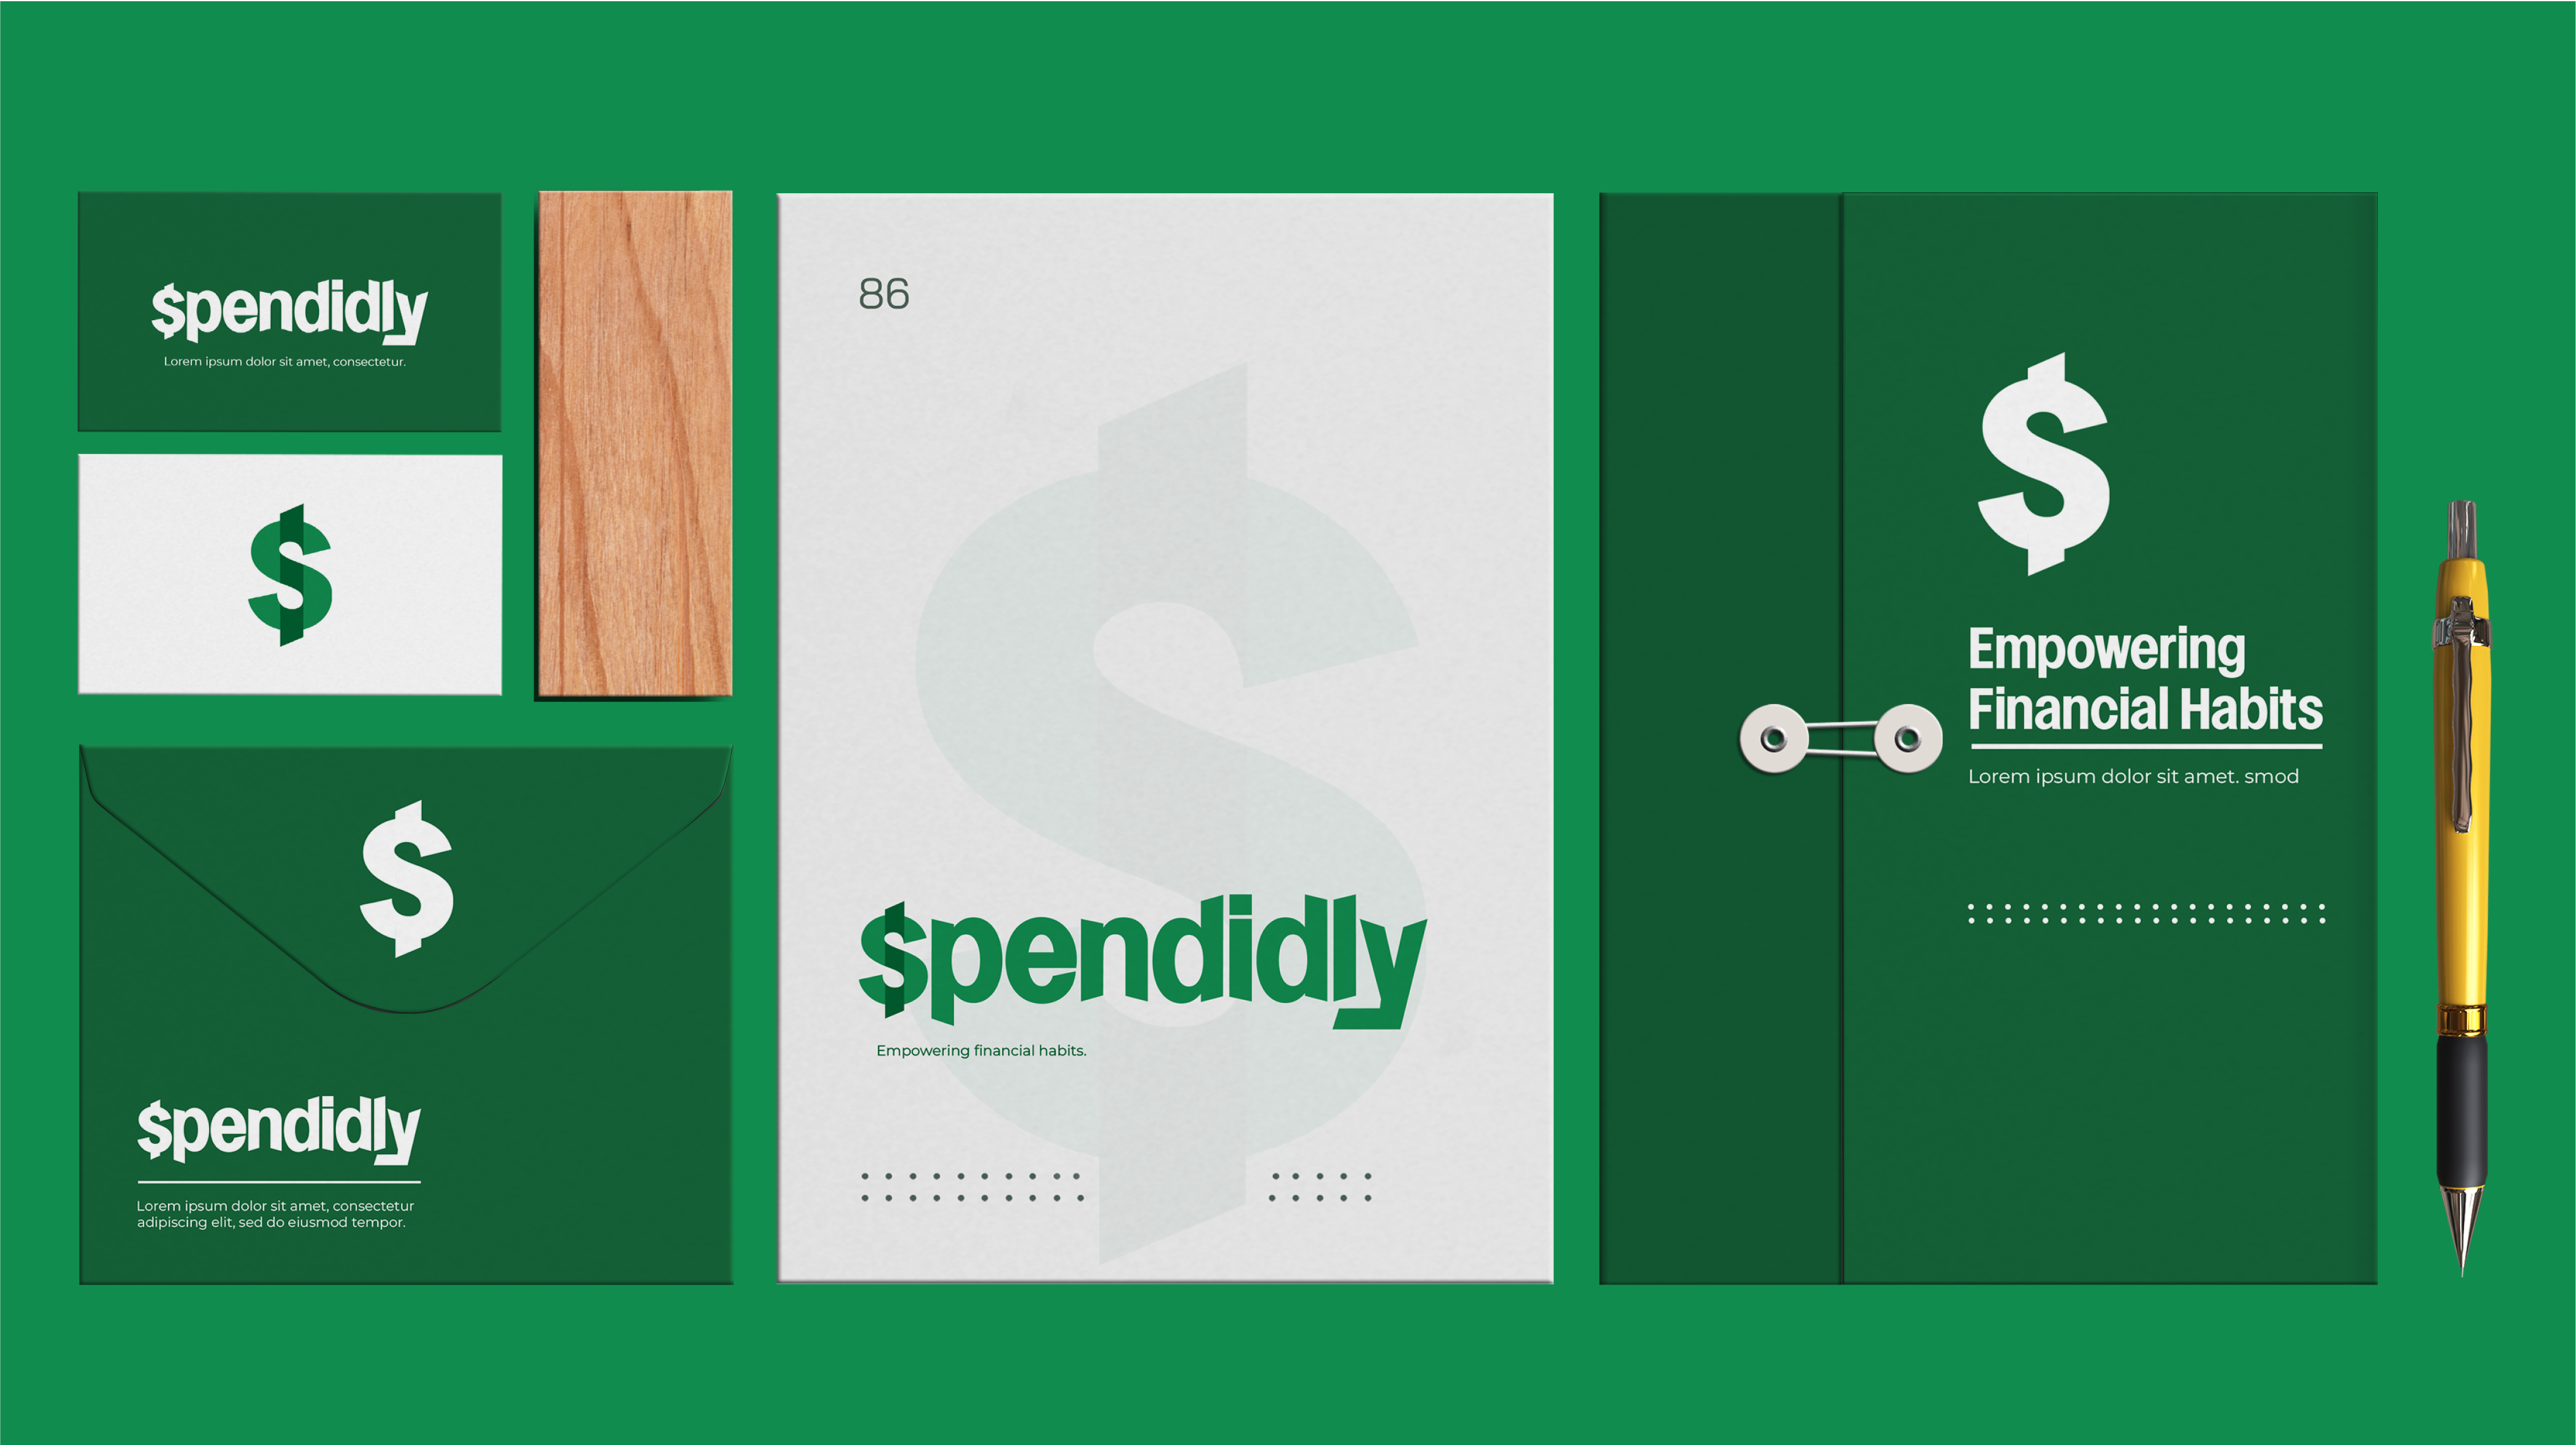 $pendidly
Lorem ipsum dolor sit amet, consectetur.
$
$
$pendidly
Lorem ipsum dolor sit amet, consectetur
adipiscing elit, sed do eiusmod tempor.
86
$
$pendidly
Empowering financial habits.
$
Empowering
Financial Habits
Lorem ipsum dolor sit amet. smod